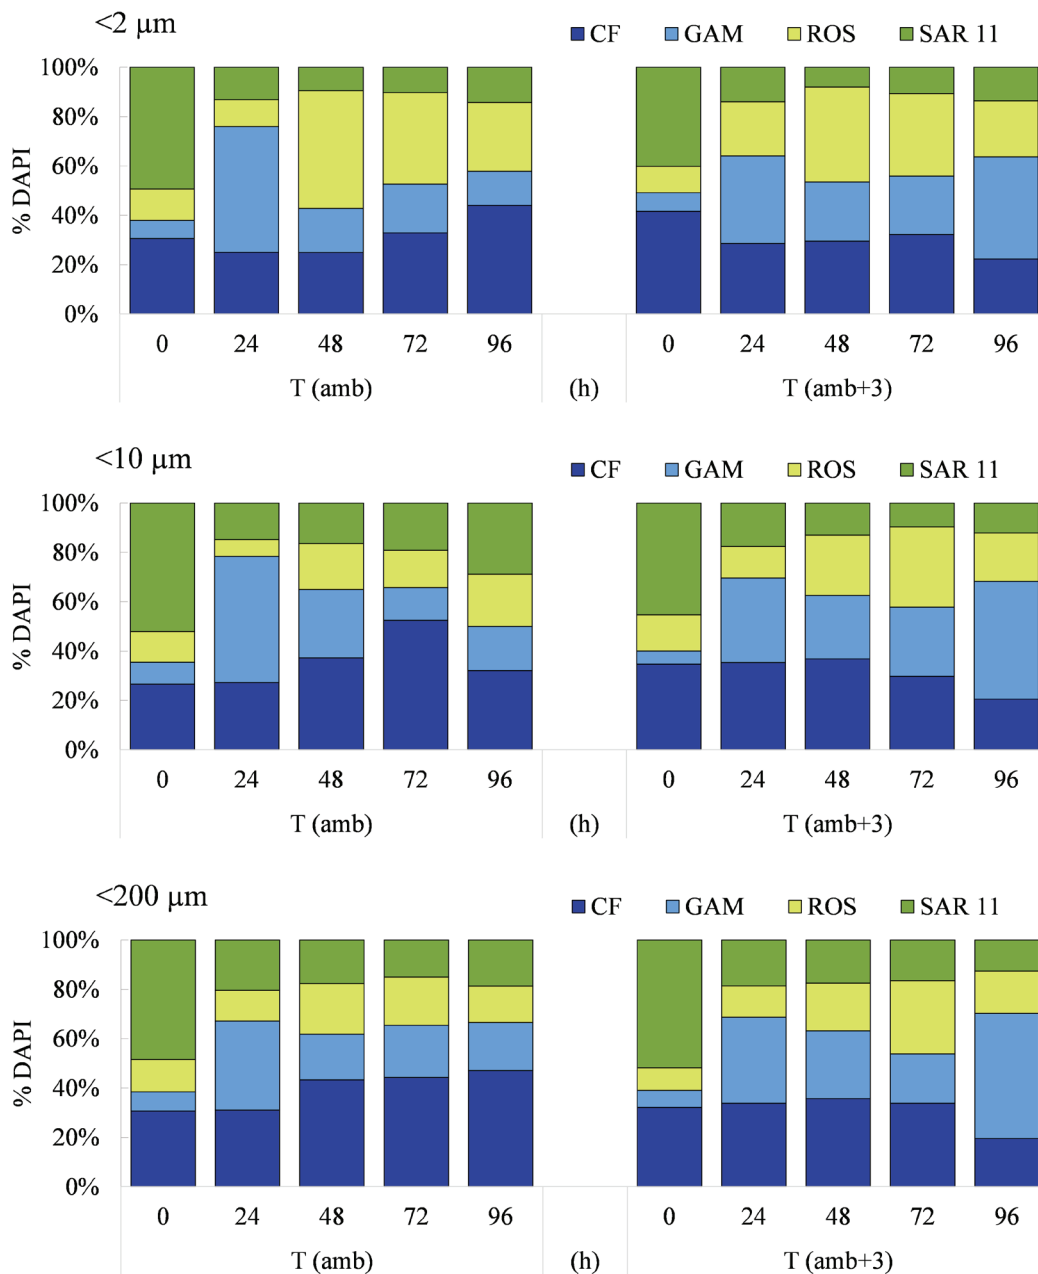 <2 μm
CF GAM ROS SAR 11
100%
80%
60%
40%
20%
0%
% DAPI
0 24 48 72 96 0 24 48 72 96
T (amb) (h) T (amb+3)
<10 μm
CF GAM ROS SAR 11
100%
80%
60%
40%
20%
0%
% DAPI
0 24 48 72 96 0 24 48 72 96
T (amb) (h) T (amb+3)
<200 μm
CF GAM ROS SAR 11
100%
80%
60%
40%
20%
0%
% DAPI
0 24 48 72 96 0 24 48 72 96
T (amb) (h) T (amb+3)